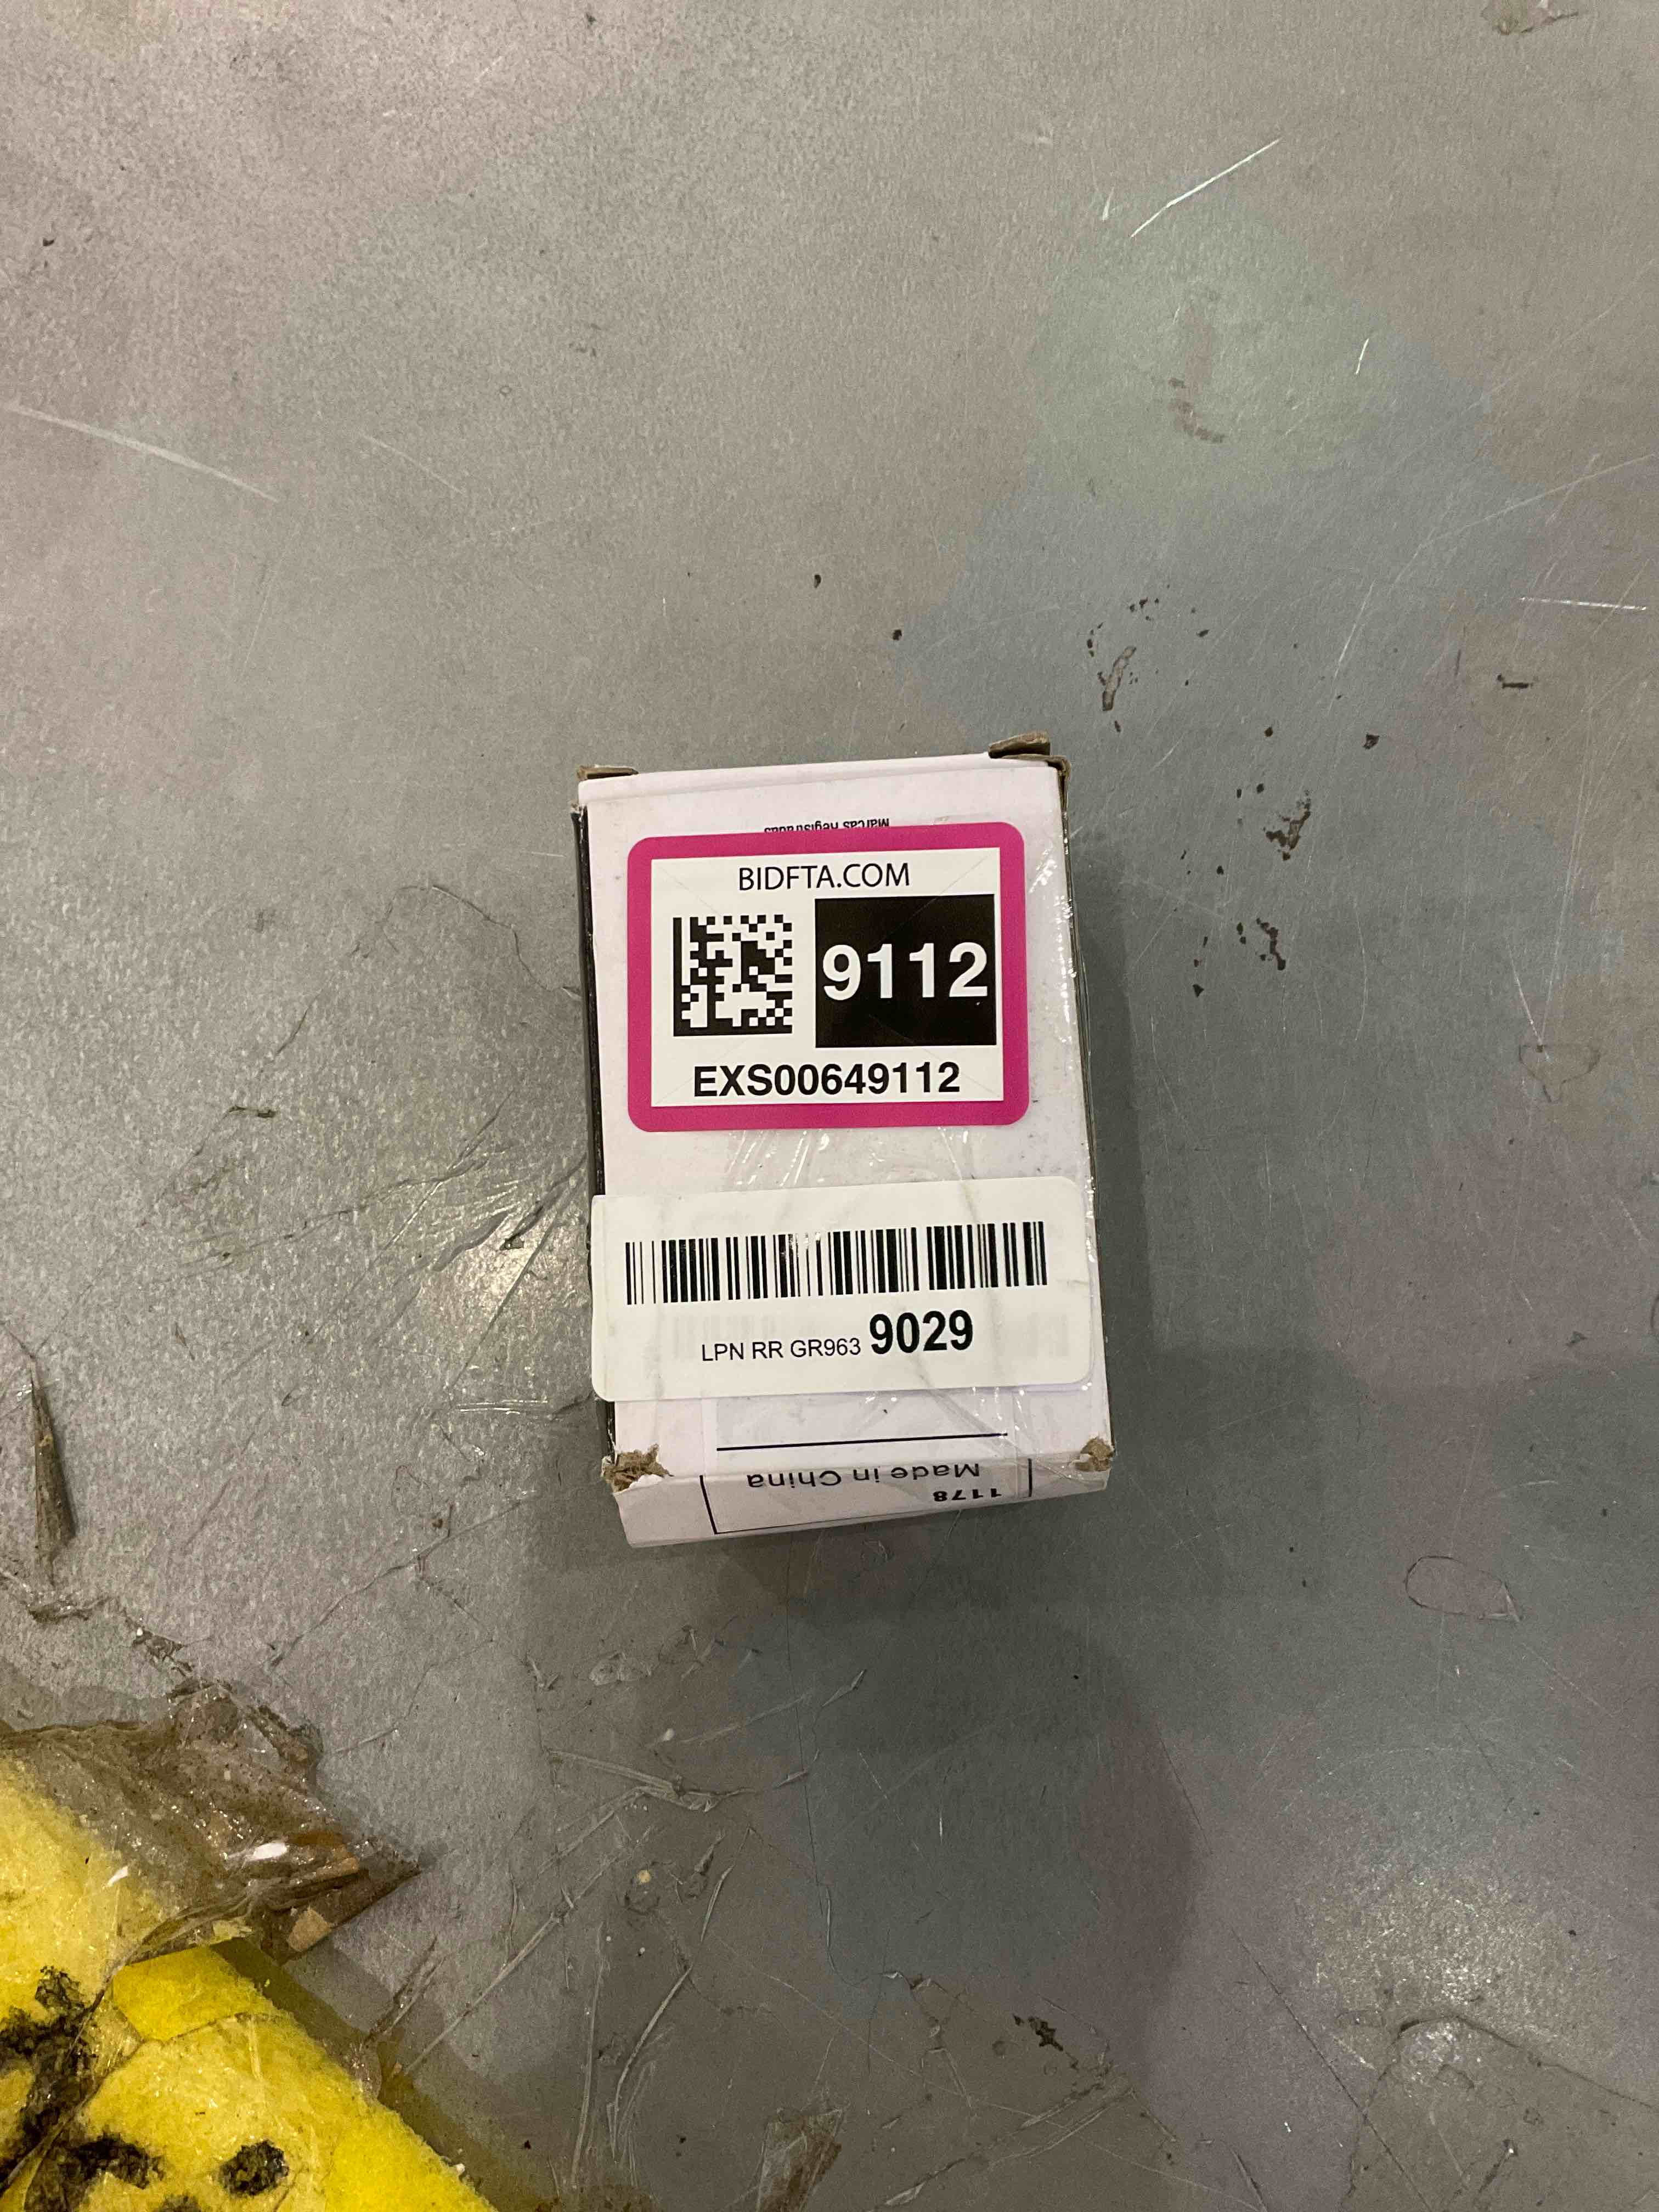 Marcas Registradas
BIDFTA.COM
9112
EXS00649112
LPN RR GR963 9029
1178
Made in China